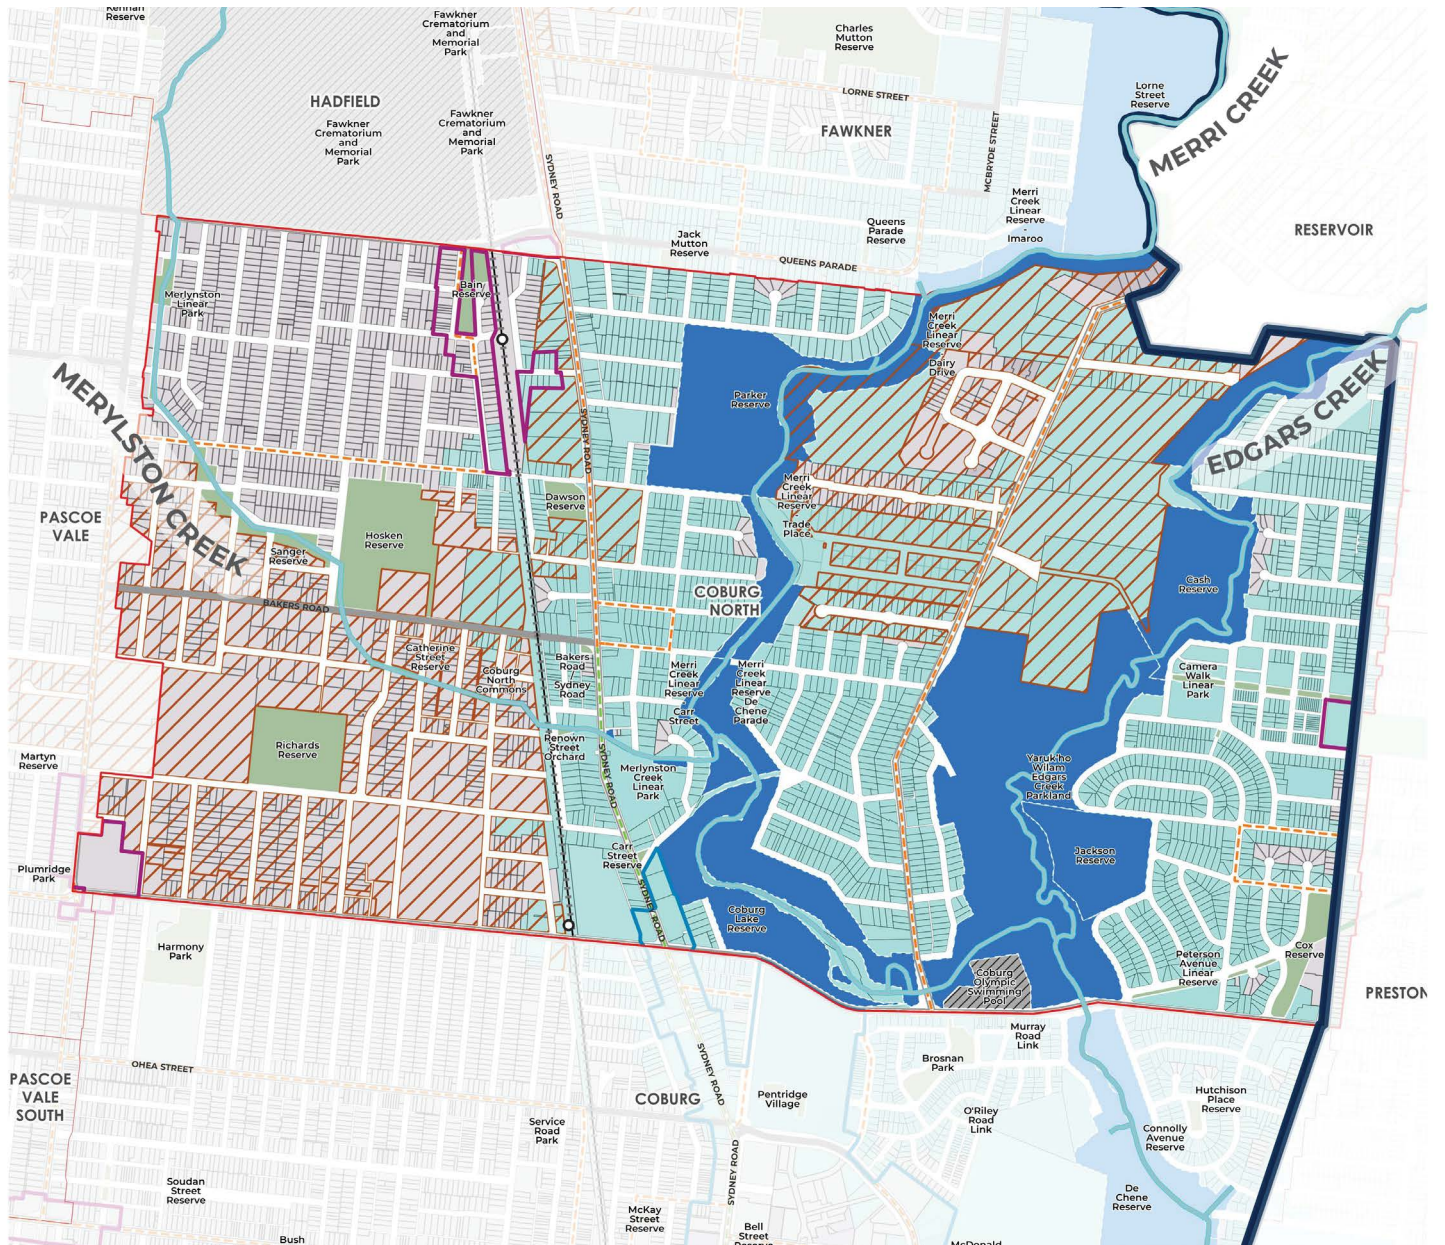 Kernan
Reserve
Fawkner
Crematorium
and
Memorial
Park
Charles
Mutton
Reserve
Lorne
Street
Reserve
MERRI CREEK
HADFIELD
Fawkner
Crematorium
and
Memorial
Park
Fawkner
Crematorium
and
Memorial
Park
LORNE STREET
FAWKNER
MCBRYDE STREET
SYDNEY ROAD
Merri
Creek
Linear
Reserve
-
Imaroo
Queens
Parade
Reserve
Jack
Mutton
Reserve
QUEENS PARADE
RESERVOIR
Merlynston
Linear
Park
Bain
Reserve
Merri
Creek
Linear
Reserve
-
Dairy
Drive
MERYLSTON CREEK
EDGARS CREEK
Parker
Reserve
SYDNEY ROAD
PASCOE
VALE
Sanger
Reserve
Hosken
Reserve
Dawson
Reserve
Merri
Creek
Linear
Reserve
-
Trade
Place
Cash
Reserve
BAKERS ROAD
COBURG
NORTH
Catherine
Street
Reserve
Coburg
North
Commons
Bakers
Road
-
Sydney
Road
Merri
Creek
Linear
Reserve
-
Carr
Street
Merri
Creek
Linear
Reserve
De
Chene
Parade
Camera
Walk
Linear
Park
Martyn
Reserve
Richards
Reserve
Renown
Street
Orchard
SYDNEY ROAD
Merlynston
Creek
Linear
Park
Yaruk'ho
Wilam
Edgars
Creek
Parkland
Plumridge
Park
Carr
Street
Reserve
SYDNEY ROAD
Jackson
Reserve
Coburg
Lake
Reserve
Harmony
Park
Coburg
Olympic
Swimming
Pool
Peterson
Avenue
Linear
Reserve
Cox
Reserve
PRESTON
Murray
Road
Link
OHEA STREET
SYDNEY ROAD
Brosnan
Park
PASCOE
VALE
SOUTH
COBURG
Pentridge
Village
Hutchison
Place
Reserve
Service
Road
Park
O'Riley
Road
Link
Connolly
Avenue
Reserve
Soudan
Street
Reserve
SYDNEY ROAD
De
Chene
Reserve
McKay
Street
Reserve
Bell
Street
Reserve
Bush
McDonald